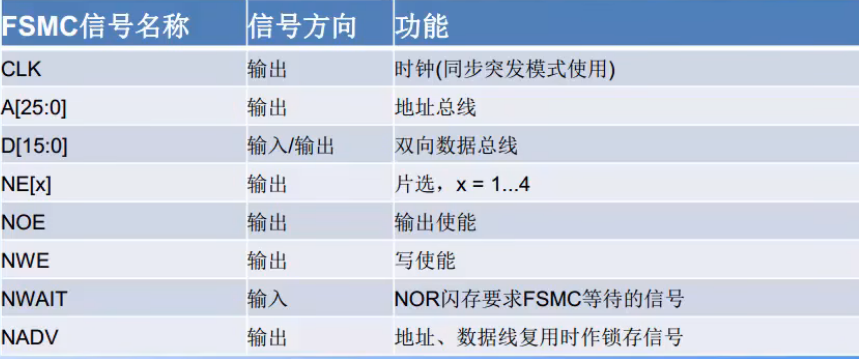 FSMC信号名称 信号方向 功能
CLK 输出 时钟(同步突发模式使用)
A[25:0] 输出 地址总线
D[15:0] 输入/输出 双向数据总线
NE[x] 输出 片选，x = 1...4
NOE 输出 输出使能
NWE 输出 写使能
NWAIT 输入 NOR闪存要求FSMC等待的信号
NADV 输出 地址、数据线复用时作锁存信号